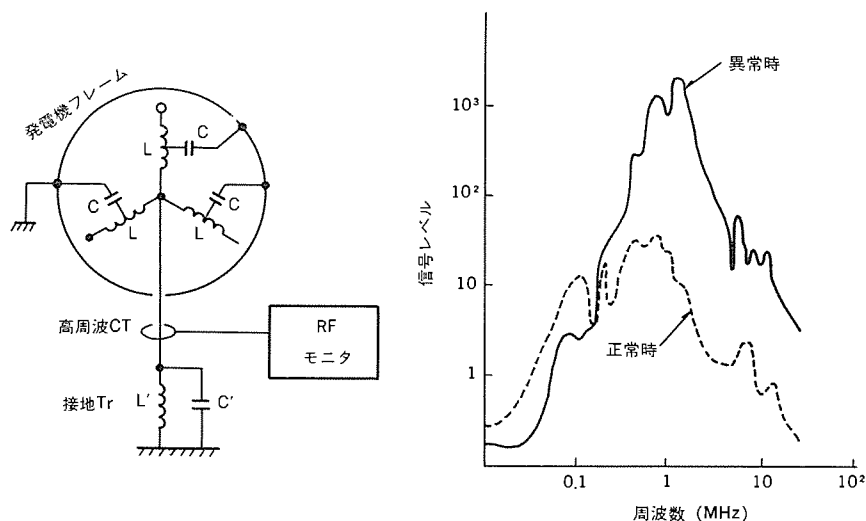 発電機フレーム
C
L
C
L
C
L
高周波CT
RF
モニタ
接地Tr
L'
C'
信号レベル
10³
10²
10
1
0.1
1
10
10²
周波数 (MHz)
異常時
正常時